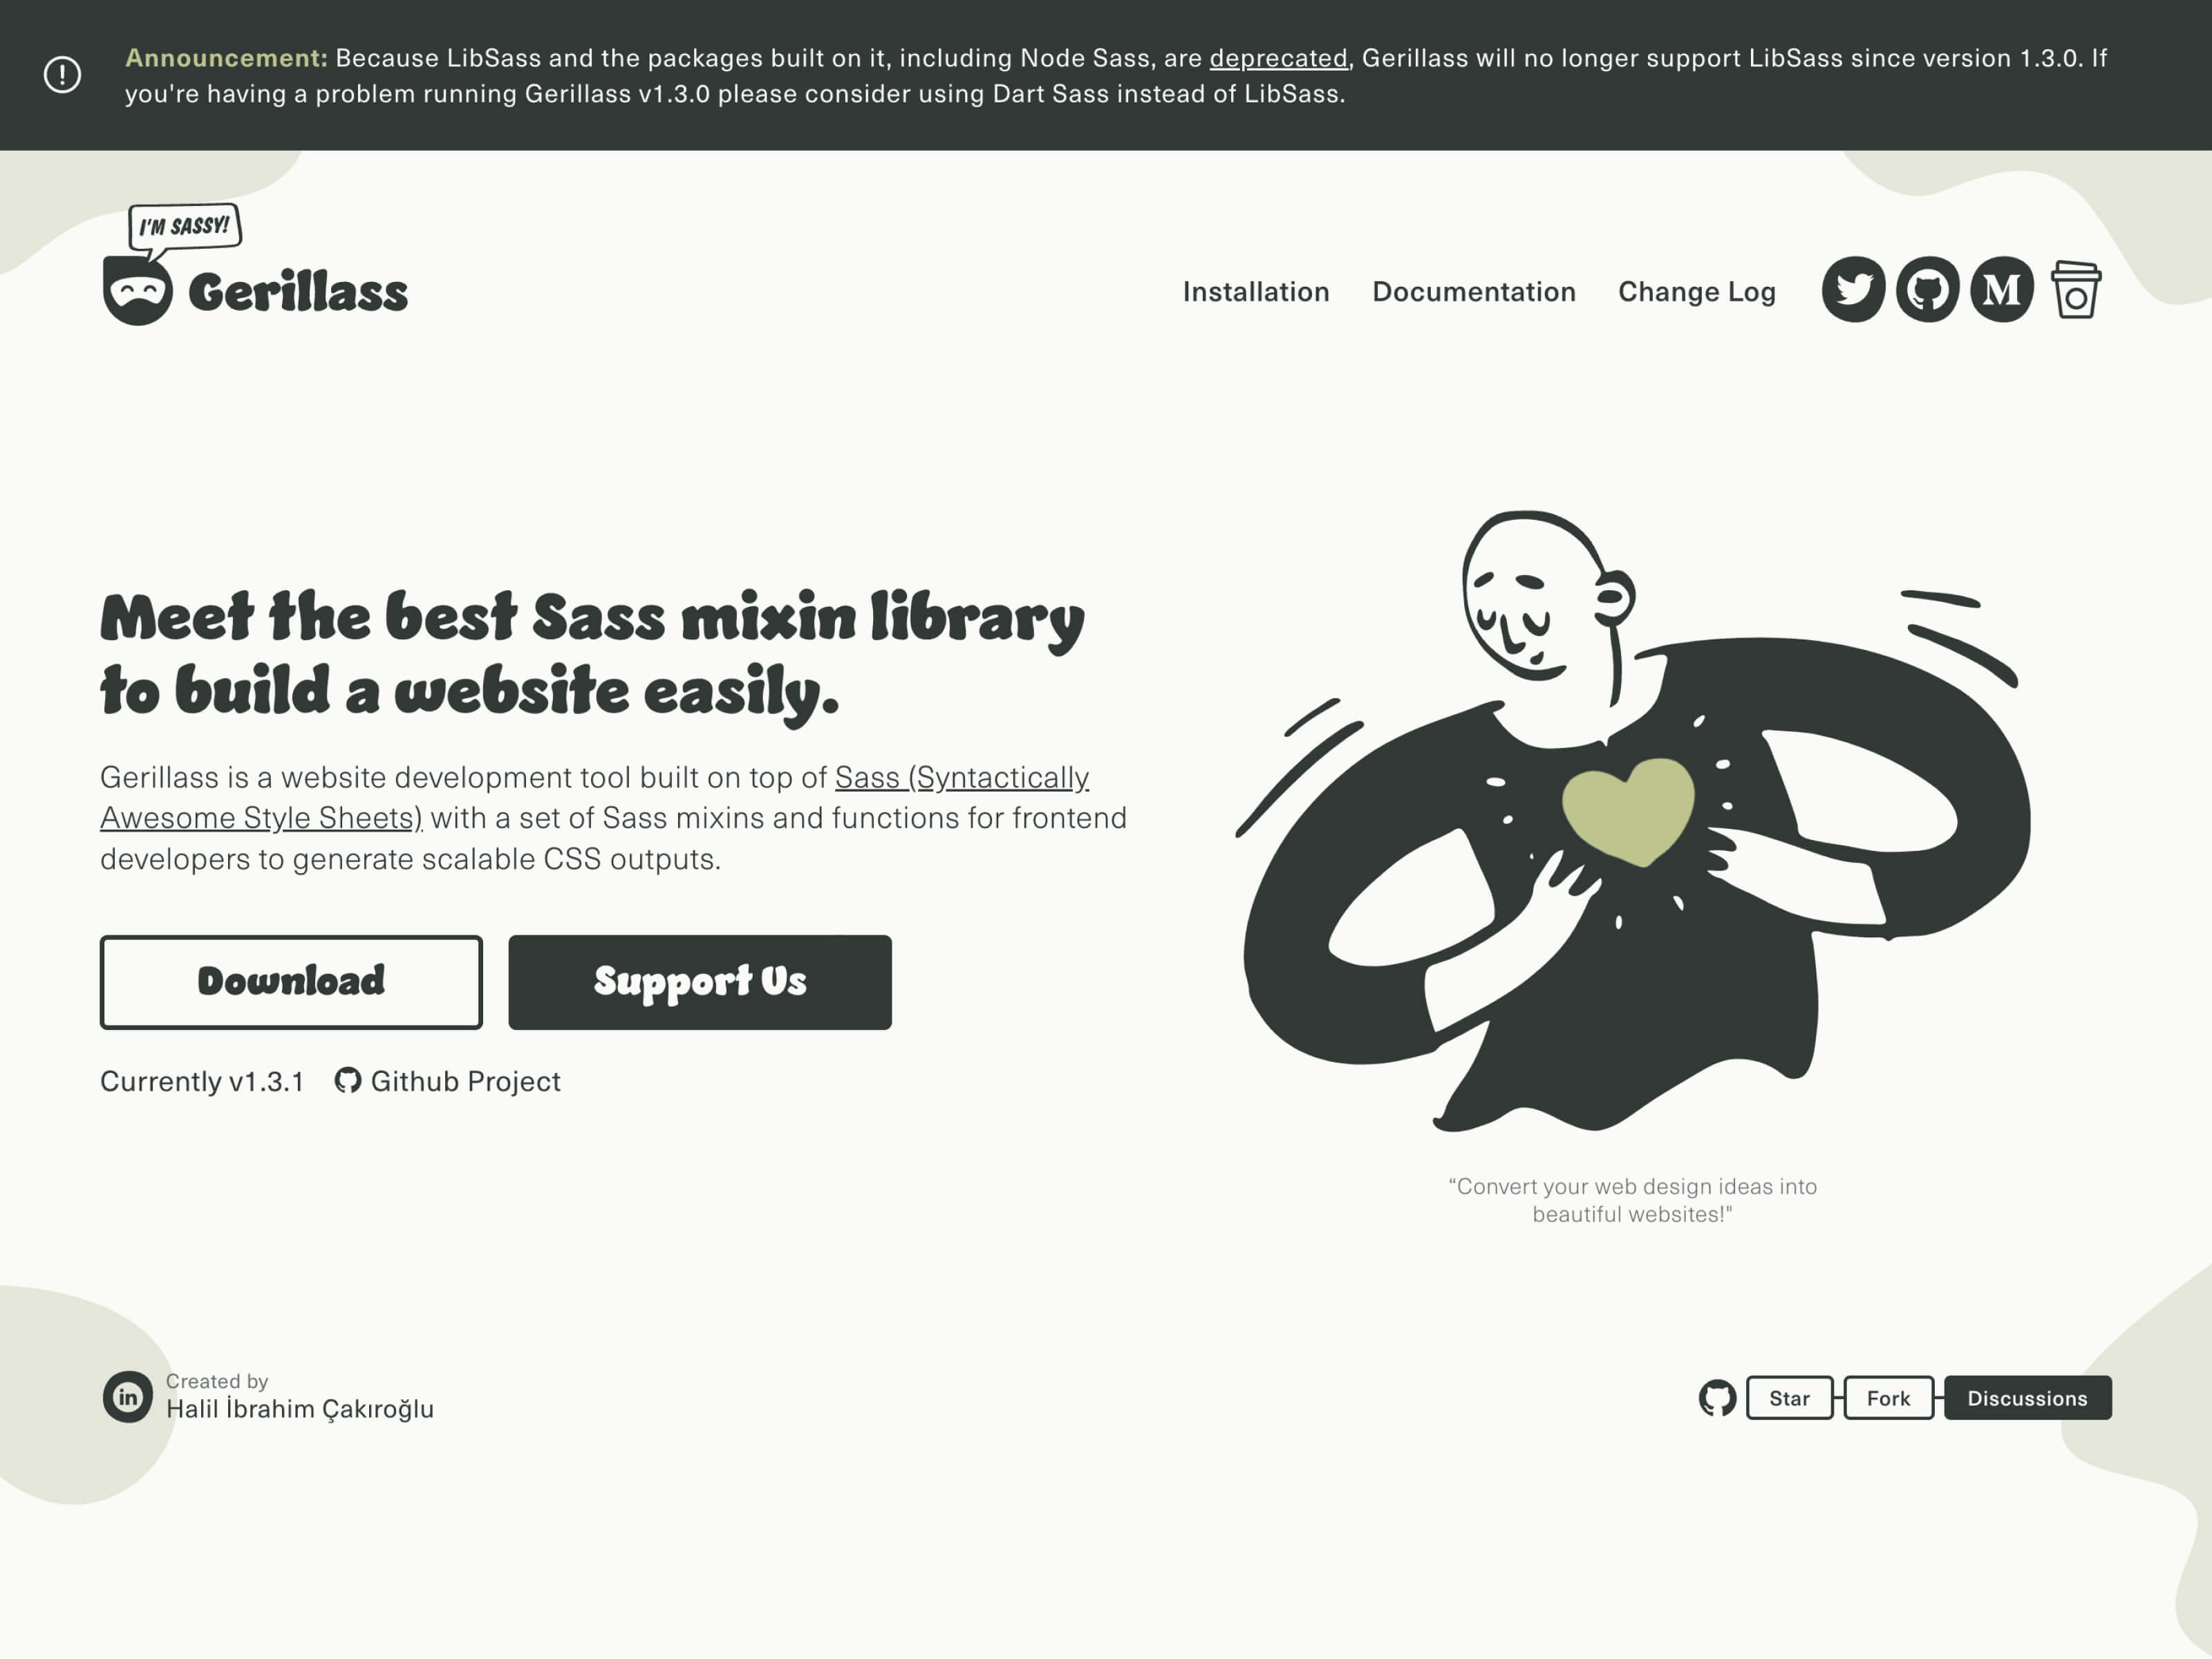 Announcement: Because LibSass and the packages built on it, including Node Sass, are deprecated, Gerillass will no longer support LibSass since version 1.3.0. If
you're having a problem running Gerillass v1.3.0 please consider using Dart Sass instead of LibSass.
I'M SASSY!
Gerillass
Installation
Documentation
Change Log
M
Meet the best Sass mixin library
to build a website easily.
Gerillass is a website development tool built on top of Sass (Syntactically
Awesome Style Sheets) with a set of Sass mixins and functions for frontend
developers to generate scalable CSS outputs.
Download
Support Us
Currently v1.3.1
Github Project
“Convert your web design ideas into
beautiful websites!"
in
Created by
Halil İbrahim Çakıroğlu
Star
Fork
Discussions